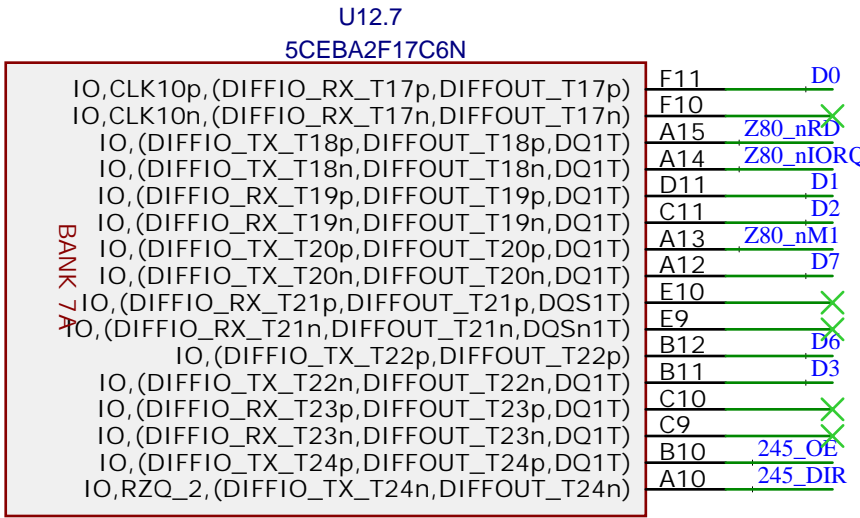 U12.7
5CEBA2F17C6N
IO,CLK10p,(DIFFIO_RX_T17p,DIFFOUT_T17p) F11 D0
IO,CLK10n,(DIFFIO_RX_T17n,DIFFOUT_T17n) F10
IO,(DIFFIO_TX_T18p,DIFFOUT_T18p,DQ1T) A15 Z80_nRD
IO,(DIFFIO_TX_T18n,DIFFOUT_T18n,DQ1T) A14 Z80_nIORQ
IO,(DIFFIO_RX_T19p,DIFFOUT_T19p,DQ1T) D11 D1
IO,(DIFFIO_RX_T19n,DIFFOUT_T19n,DQ1T) C11 D2
IO,(DIFFIO_TX_T20p,DIFFOUT_T20p,DQ1T) A13 Z80_nM1
IO,(DIFFIO_TX_T20n,DIFFOUT_T20n,DQ1T) A12 D7
IO,(DIFFIO_RX_T21p,DIFFOUT_T21p,DQS1T) E10
IO,(DIFFIO_RX_T21n,DIFFOUT_T21n,DQSn1T) E9
IO,(DIFFIO_TX_T22p,DIFFOUT_T22p) B12 D6
IO,(DIFFIO_TX_T22n,DIFFOUT_T22n,DQ1T) B11 D3
IO,(DIFFIO_RX_T23p,DIFFOUT_T23p,DQ1T) C10
IO,(DIFFIO_RX_T23n,DIFFOUT_T23n,DQ1T) C9
IO,(DIFFIO_TX_T24p,DIFFOUT_T24p,DQ1T) B10 245_OE
IO,RZQ_2,(DIFFIO_TX_T24n,DIFFOUT_T24n) A10 245_DIR
BANK 7A